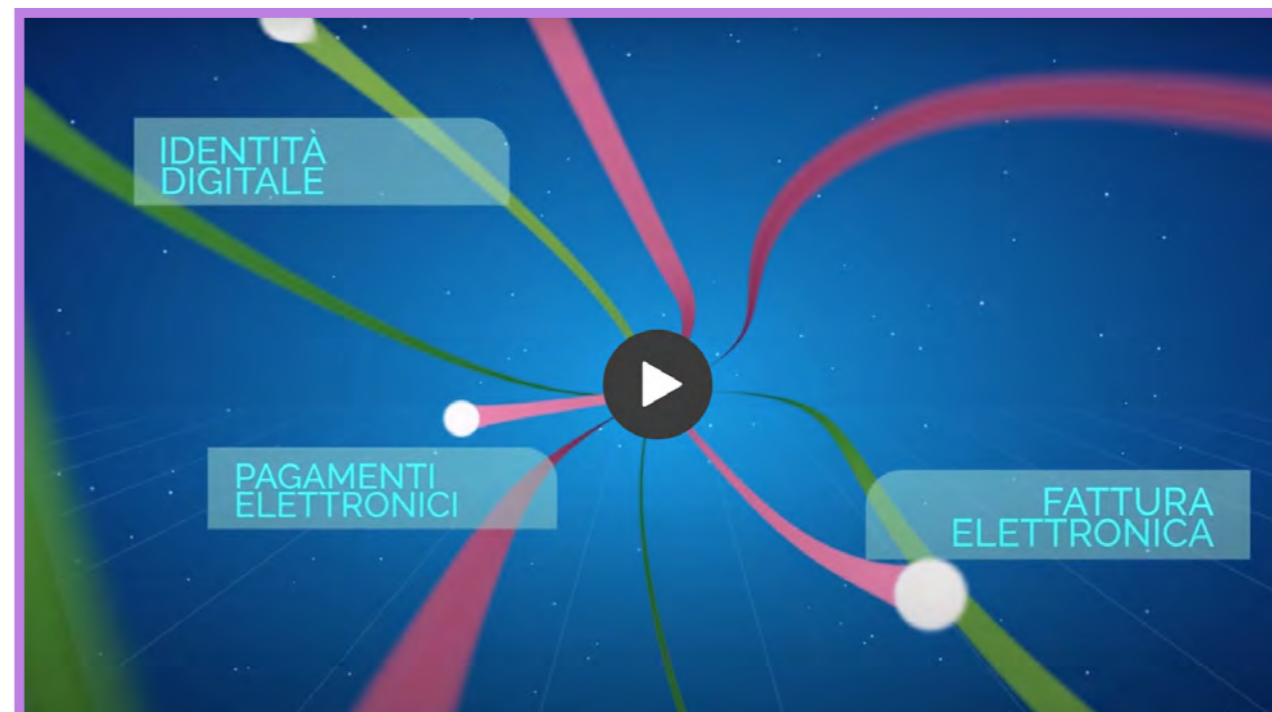 IDENTITÀ
DIGITALE
PAGAMENTI
ELETTRONICI
FATTURA
ELETTRONICA